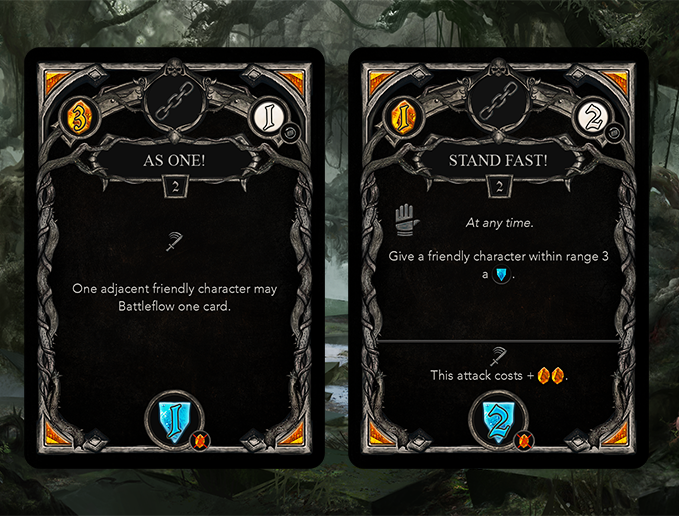 3
1
AS ONE!
2
One adjacent friendly character may
Battleflow one card.
1
1
2
STAND FAST!
2
At any time.
Give a friendly character within range 3
a .
This attack costs + .
2